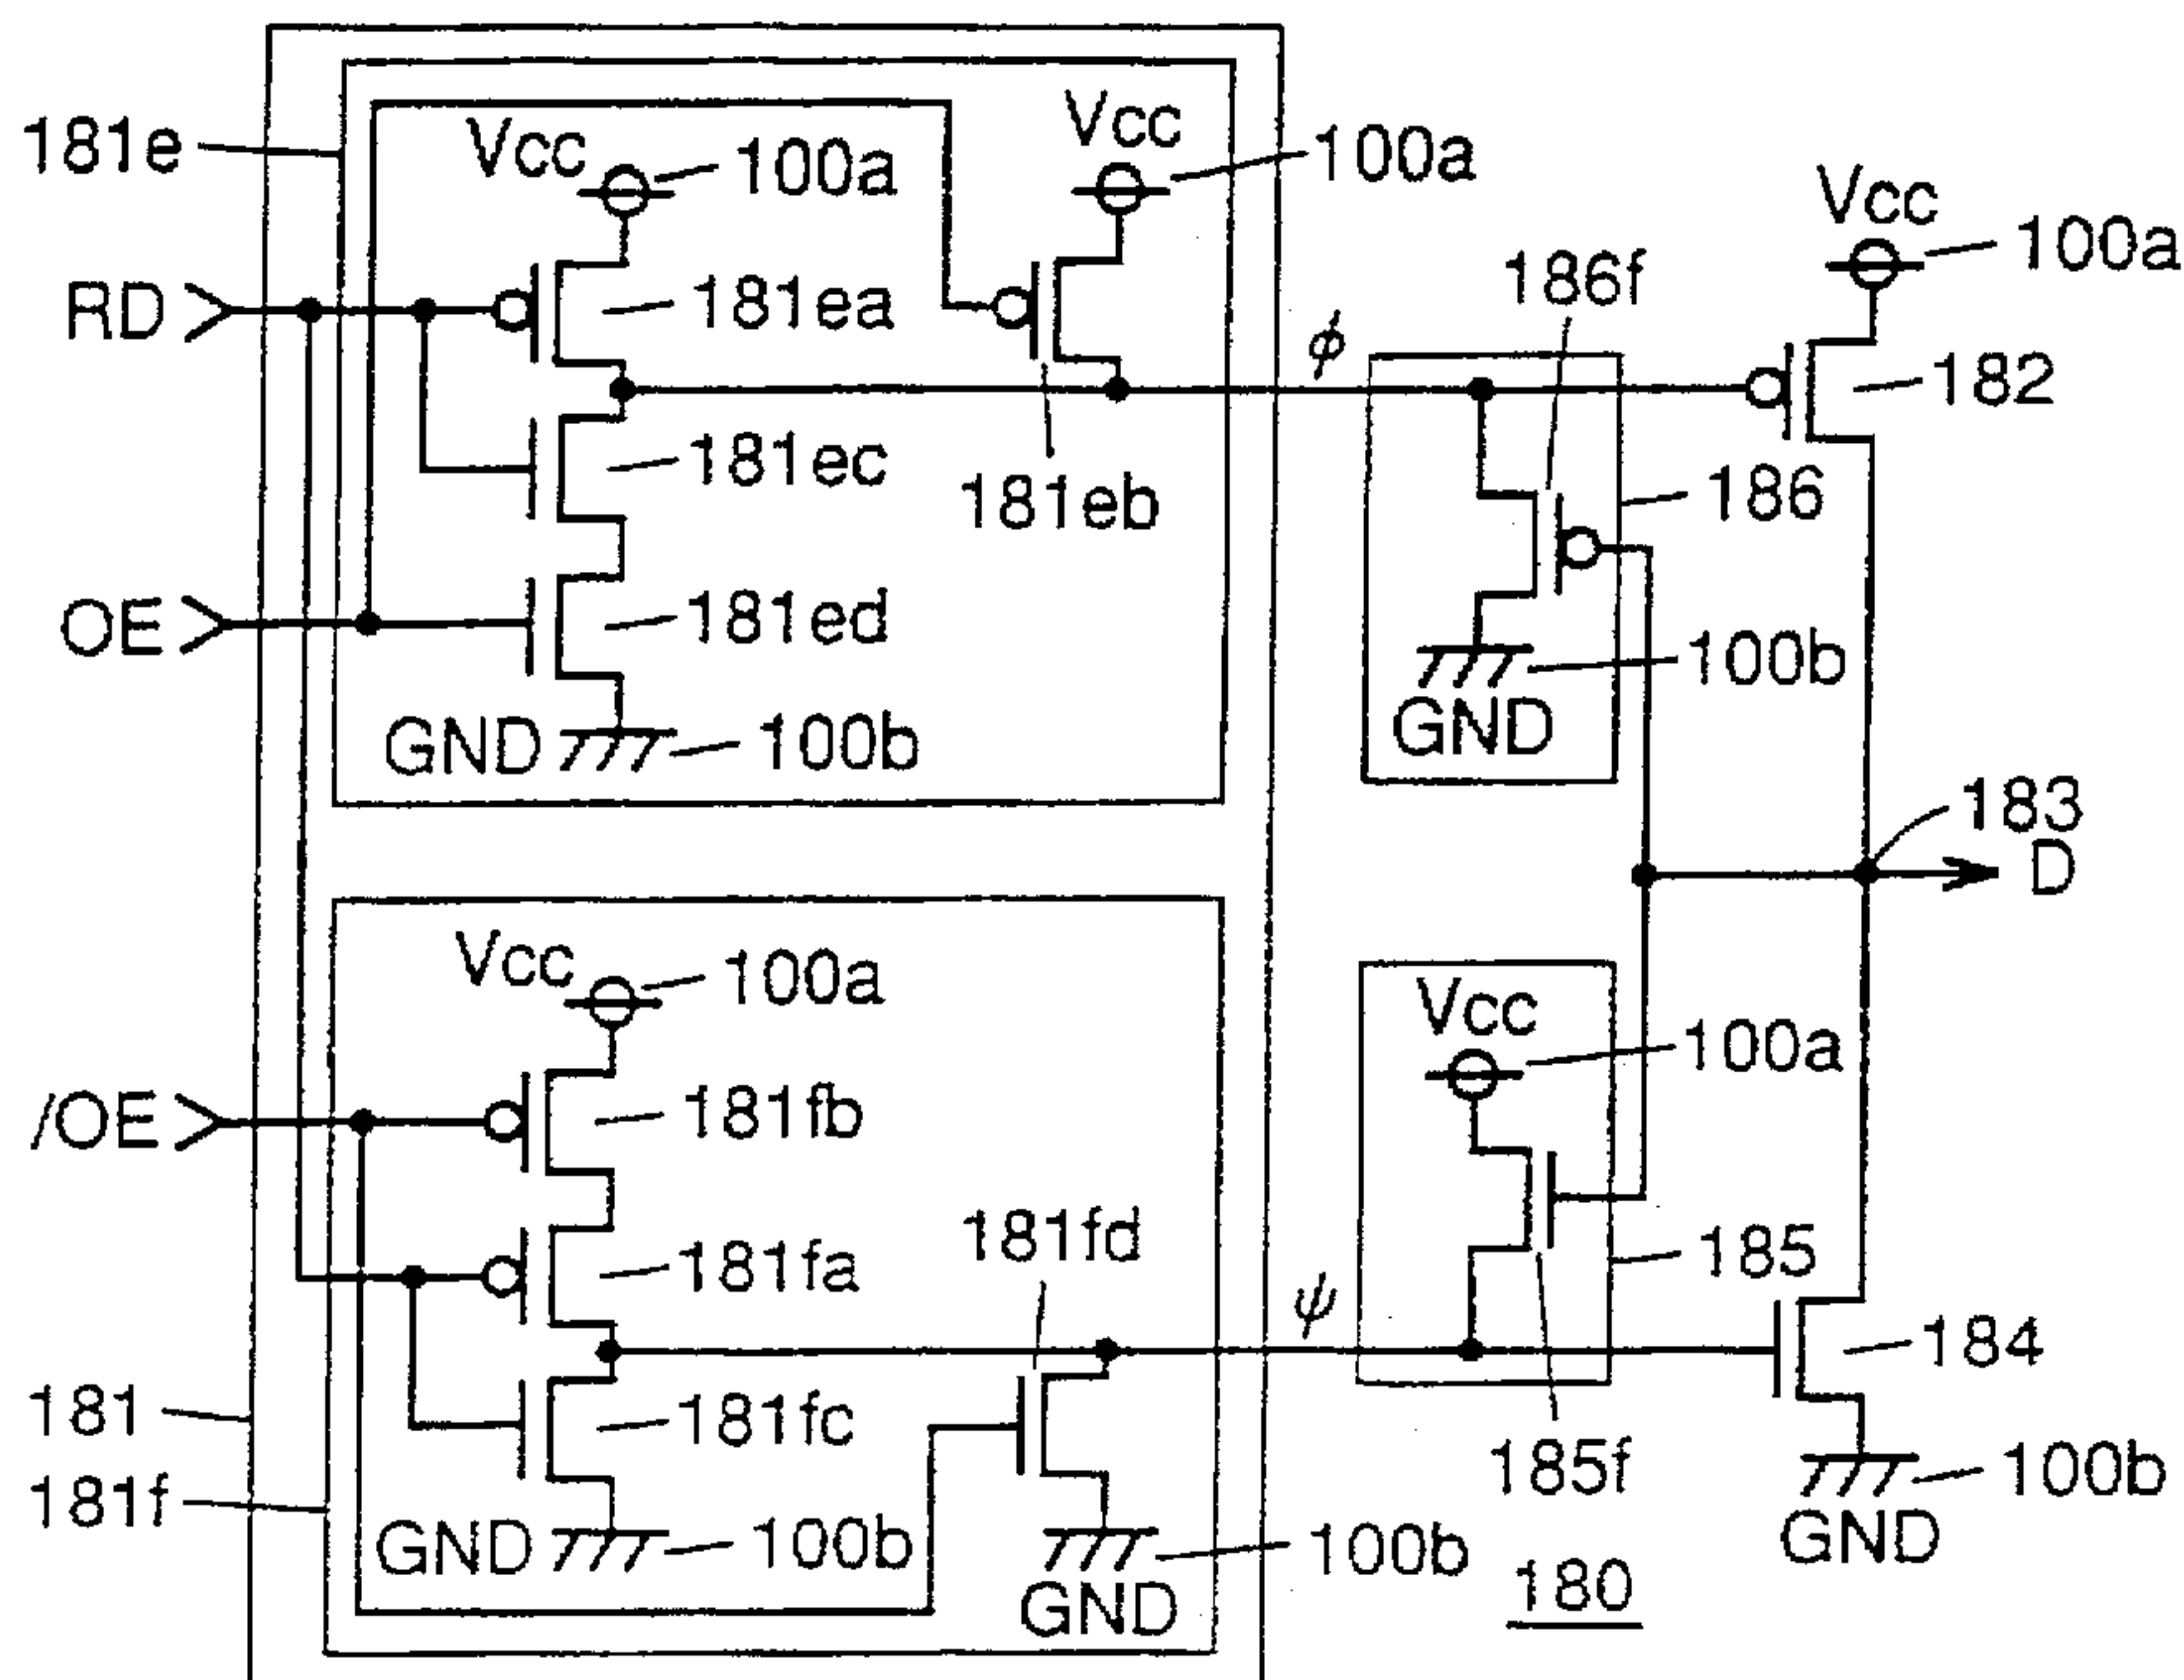 181e
Vcc
100a
Vcc
100a
Vcc
100a
RD
181ea
186f
φ
182
181ec
181eb
186
OE
181ed
100b
GND
GND
100b
183
D
Vcc
100a
Vcc
100a
/OE
181fb
181fd
185
181fa
ψ
184
181
181fc
185f
181f
GND
100b
100b
GND
100b
GND
180